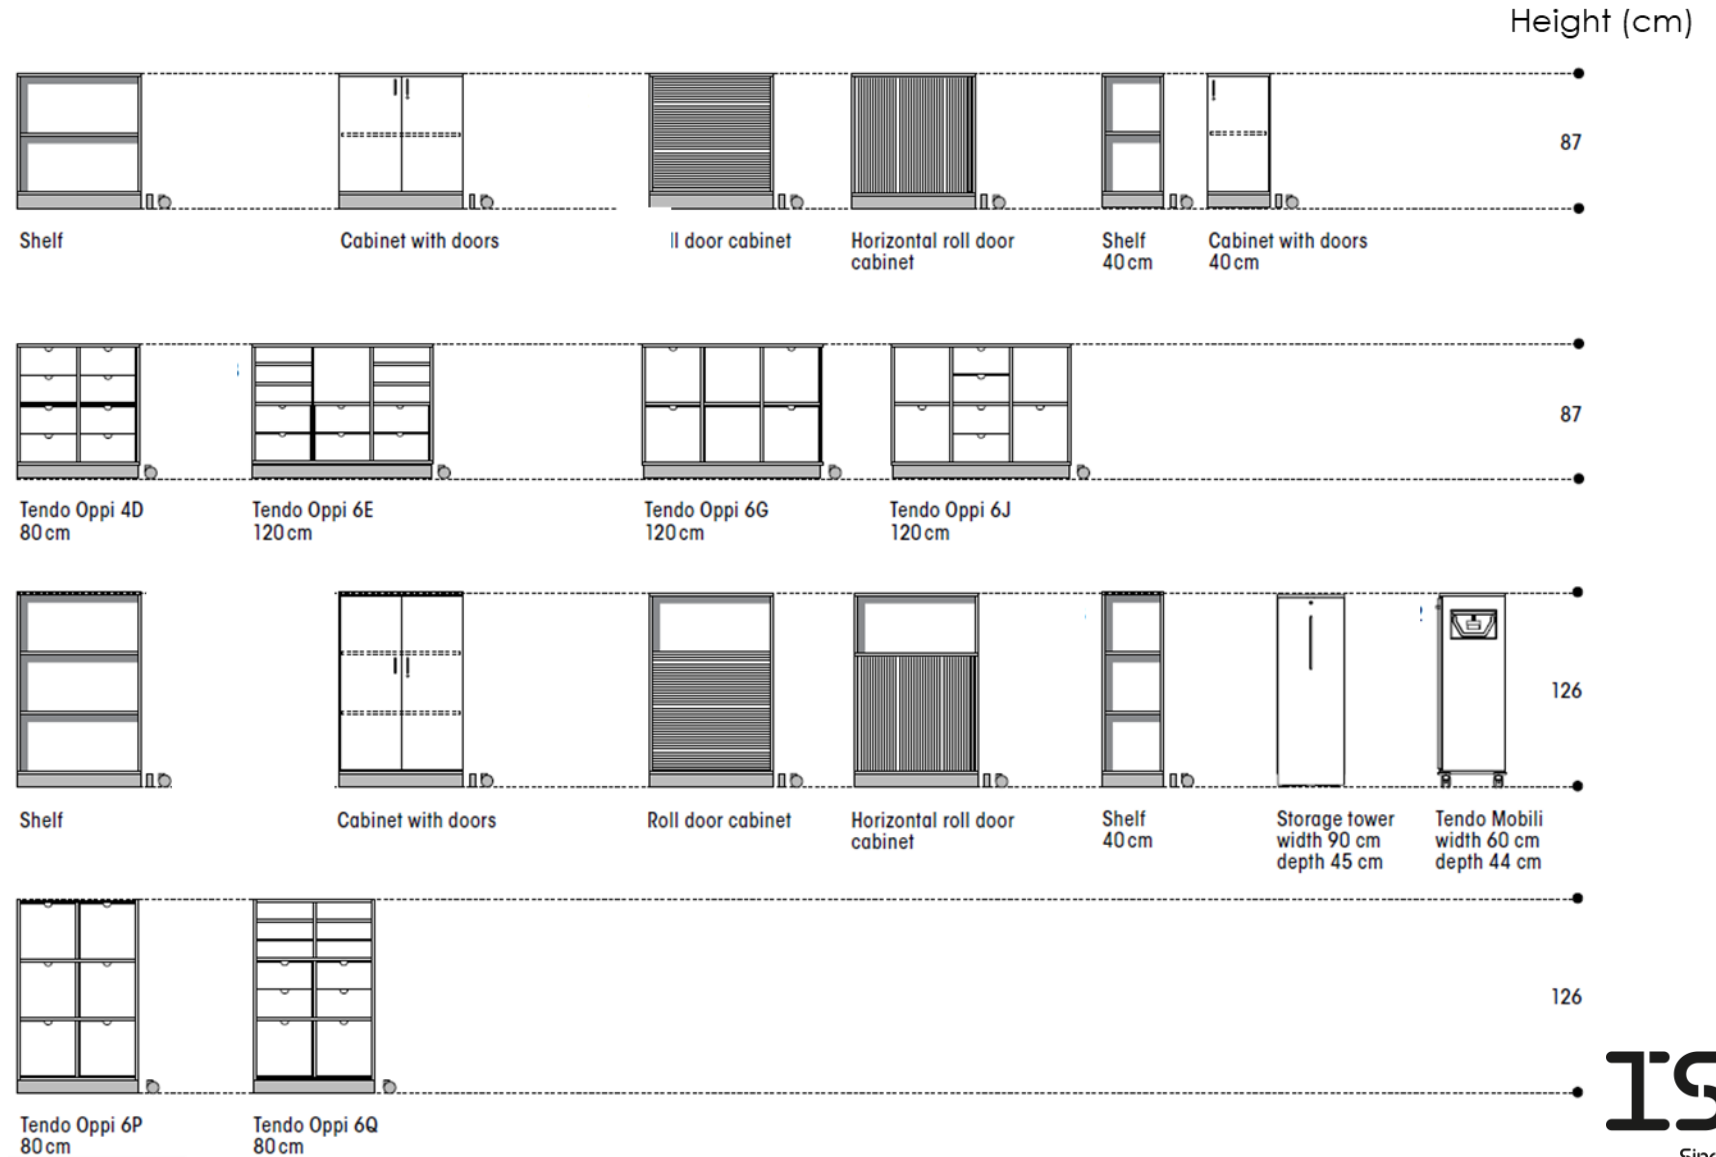 Height (cm)
87
Shelf
Cabinet with doors
ll door cabinet
Horizontal roll door
cabinet
Shelf
40 cm
Cabinet with doors
40 cm
87
Tendo Oppi 4D
80 cm
Tendo Oppi 6E
120 cm
Tendo Oppi 6G
120 cm
Tendo Oppi 6J
120 cm
126
Shelf
Cabinet with doors
Roll door cabinet
Horizontal roll door
cabinet
Shelf
40 cm
Storage tower
width 90 cm
depth 45 cm
Tendo Mobili
width 60 cm
depth 44 cm
126
Tendo Oppi 6P
80 cm
Tendo Oppi 6Q
80 cm
IS